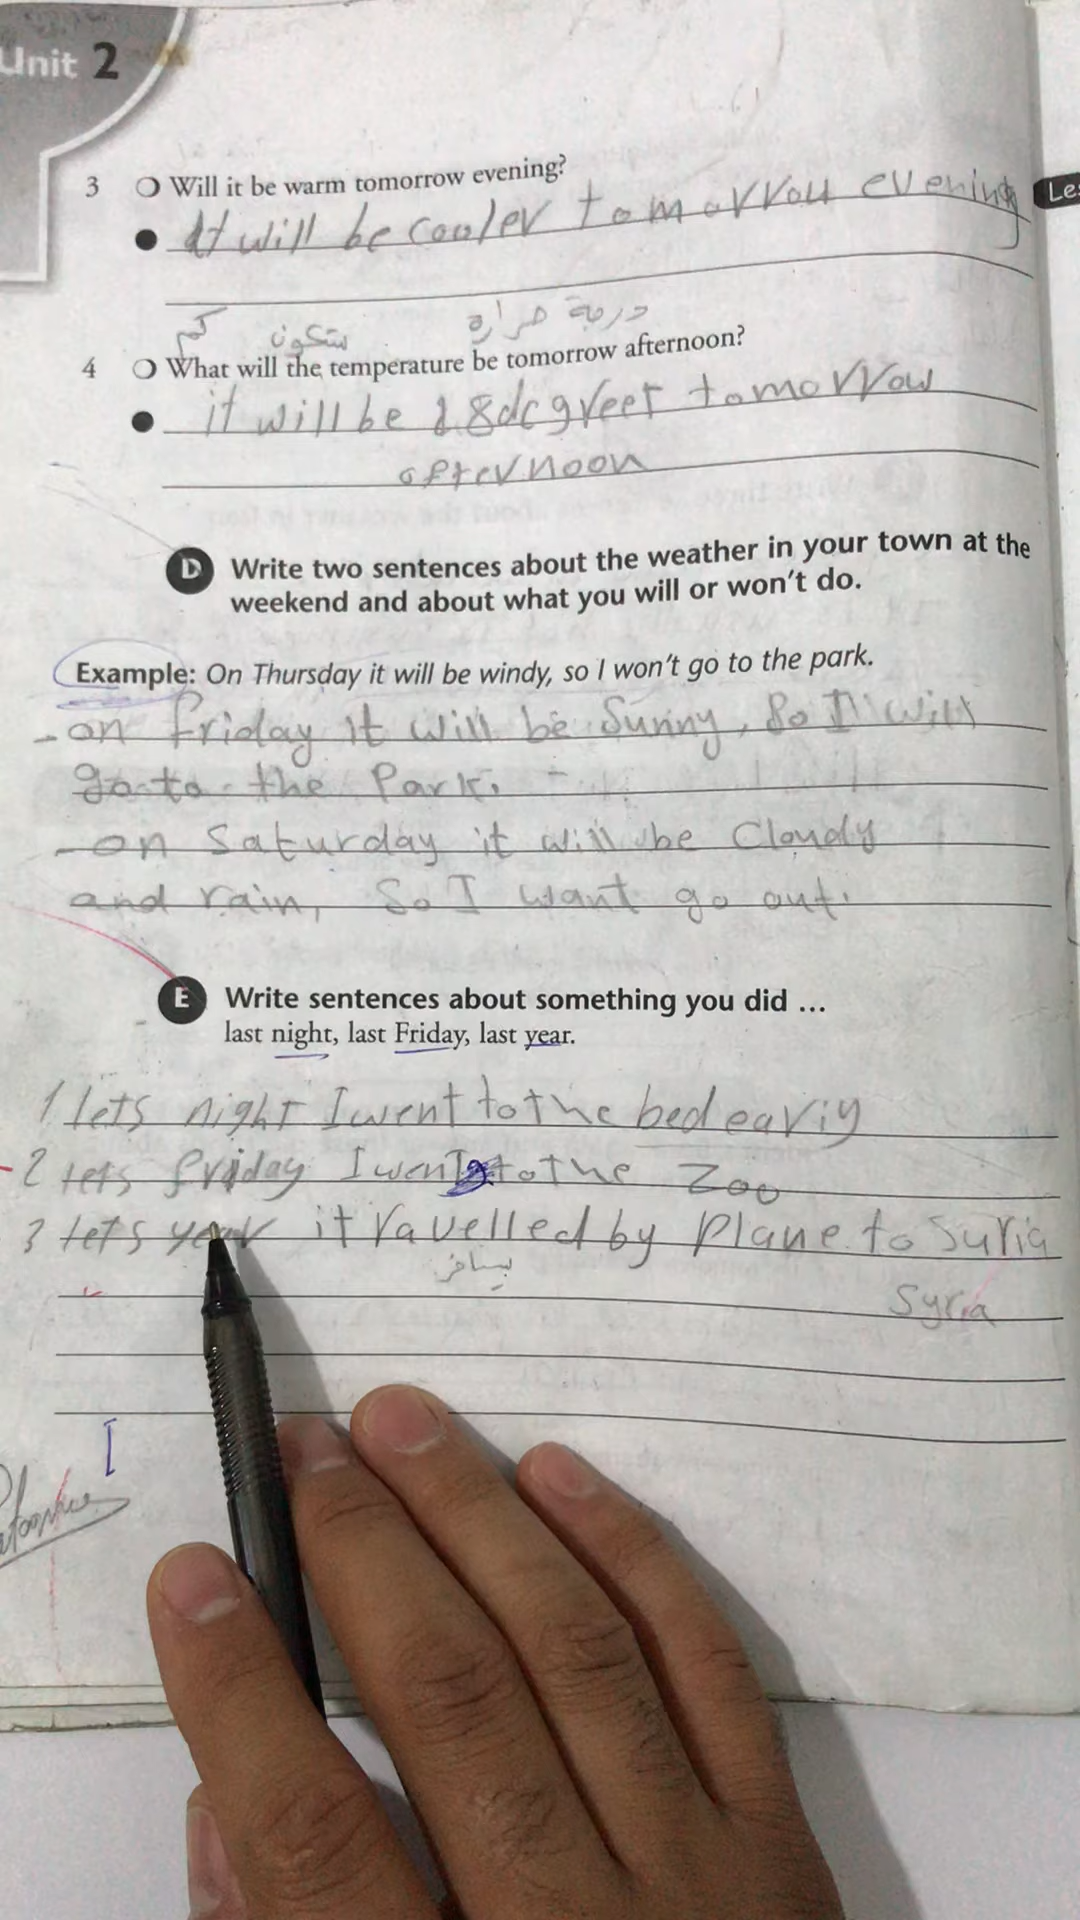 Unit 2
3 Will it be warm tomorrow evening?
It will be cooler tomorrow evening
Les
كم ستكون درجة حرارة
4 What will the temperature be tomorrow afternoon?
it will be 28degreet tomorrow
afternoon
D Write two sentences about the weather in your town at the
weekend and about what you will or won't do.
Example: On Thursday it will be windy, so I won't go to the park.
- on friday it will be Sunny, So I will
go to the Park.
- on Saturday it will be Cloudy
and rain, So I want go out.
E Write sentences about something you did ...
last night, last Friday, last year.
1 lets night I went to the bed eariy
2 lets friday I went to the Zoo
3 lets year it ravelled by Plane to Suria
يسافر
Syria
I